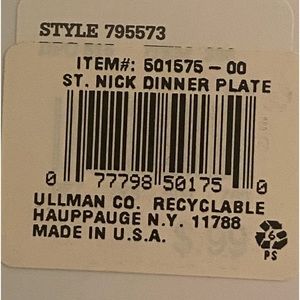 STYLE 795573
ITEM#: 501575-00
ST. NICK DINNER PLATE
0 77798 50175 0
ULLMAN CO. RECYCLABLE
HAUPPAUGE N.Y. 11788
MADE IN U.S.A.
6
PS